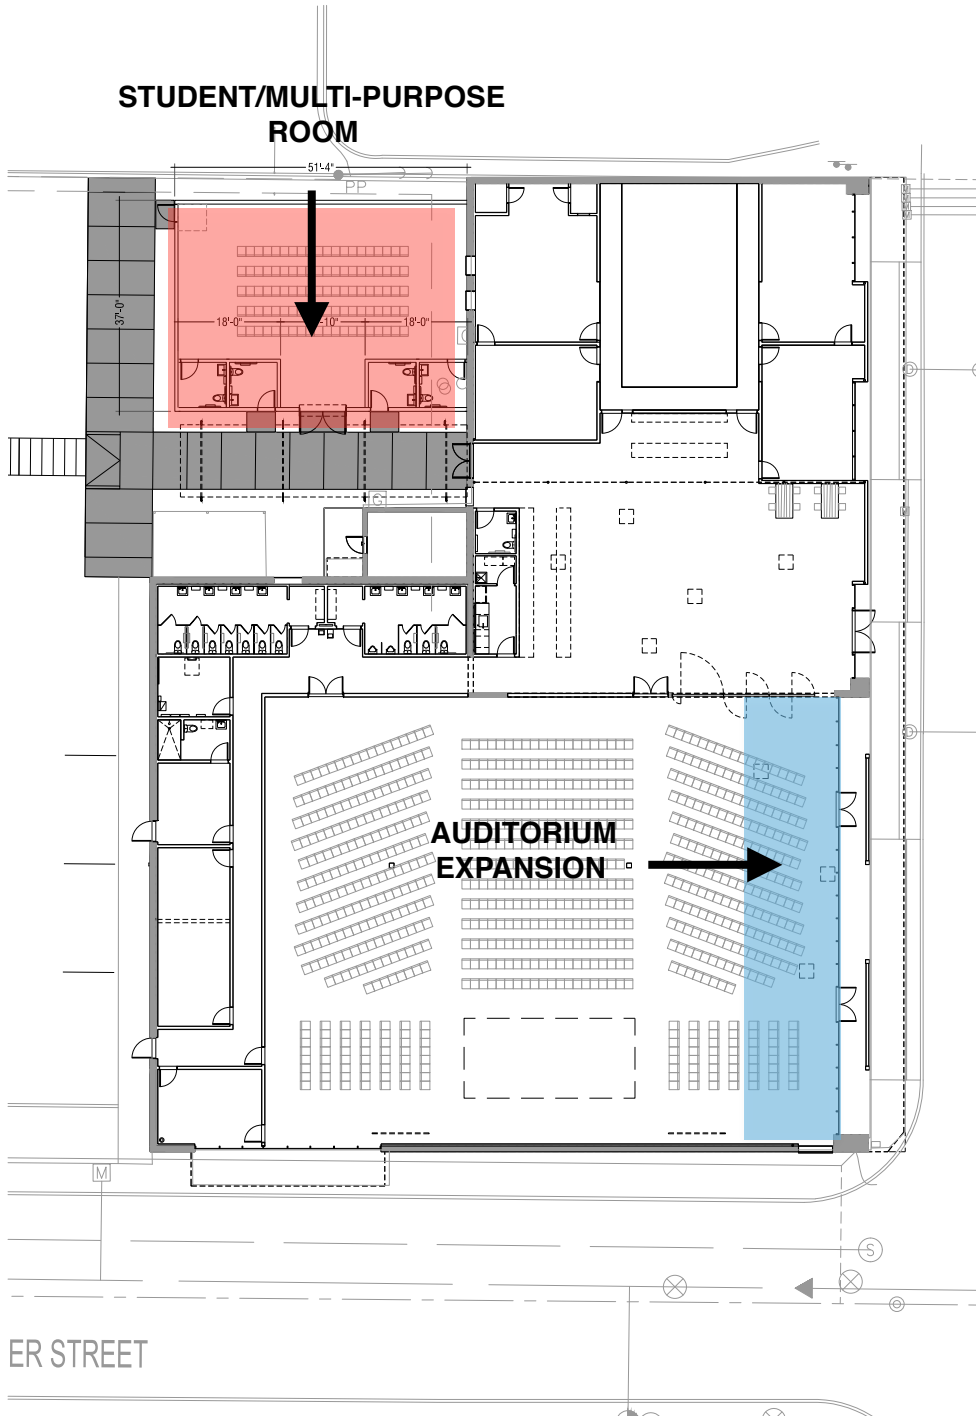 STUDENT/MULTI-PURPOSE
ROOM
51'-4"
PP
37'-0"
18'-0"
10"
18'-0"
G
AUDITORIUM
EXPANSION
M
S
ER STREET